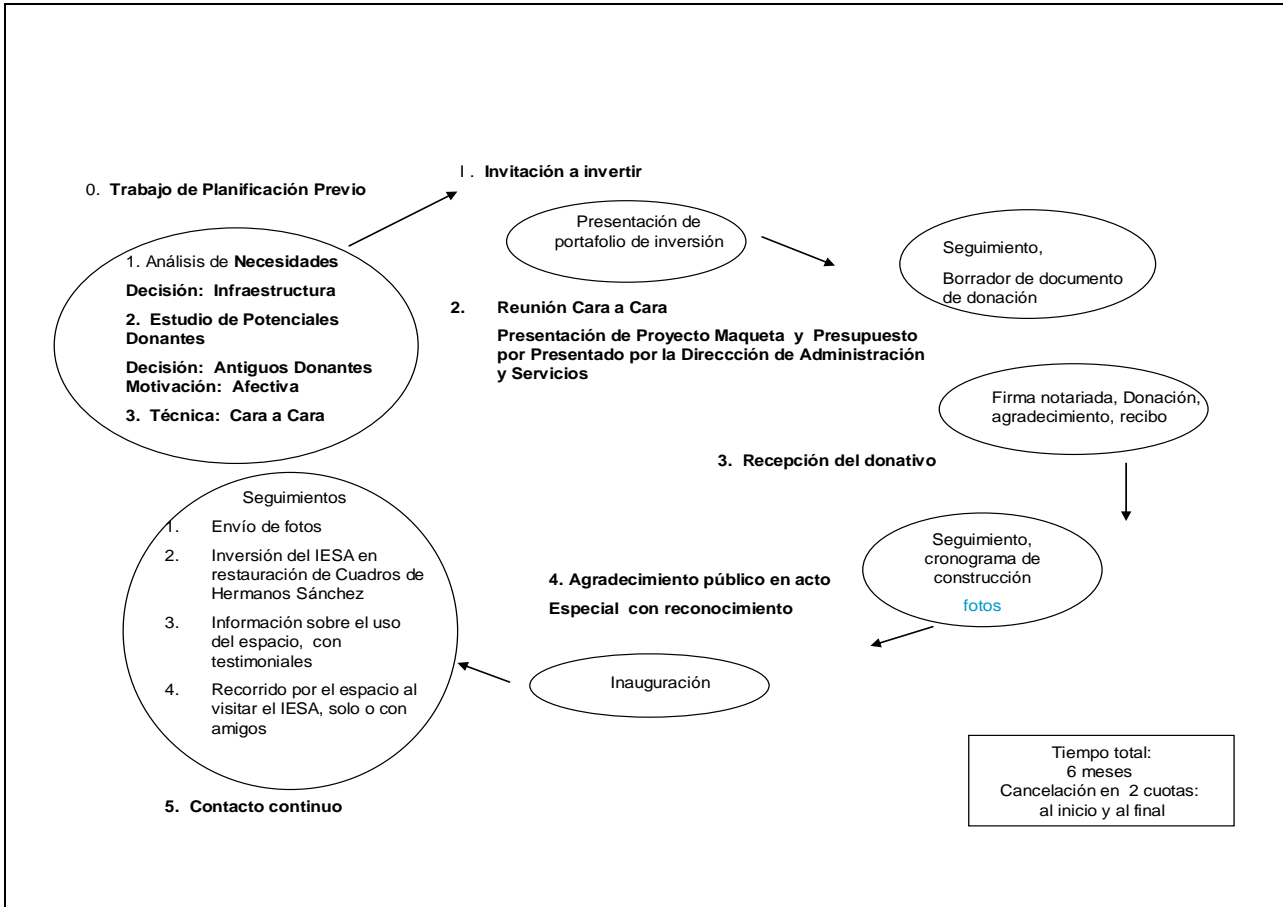 0. Trabajo de Planificación Previo
1. Análisis de Necesidades
Decisión: Infraestructura
2. Estudio de Potenciales
Donantes
Decisión: Antiguos Donantes
Motivación: Afectiva
3. Técnica: Cara a Cara
I . Invitación a invertir
Presentación de
portafolio de inversión
Seguimiento,
Borrador de documento
de donación
2. Reunión Cara a Cara
Presentación de Proyecto Maqueta y Presupuesto
por Presentado por la Direccción de Administración
y Servicios
Firma notariada, Donación,
agradecimiento, recibo
3. Recepción del donativo
Seguimiento,
cronograma de
construcción
fotos
4. Agradecimiento público en acto
Especial con reconocimiento
Inauguración
Seguimientos
1. Envío de fotos
2. Inversión del IESA en
restauración de Cuadros de
Hermanos Sánchez
3. Información sobre el uso
del espacio, con
testimoniales
4. Recorrido por el espacio al
visitar el IESA, solo o con
amigos
5. Contacto continuo
Tiempo total:
6 meses
Cancelación en 2 cuotas:
al inicio y al final